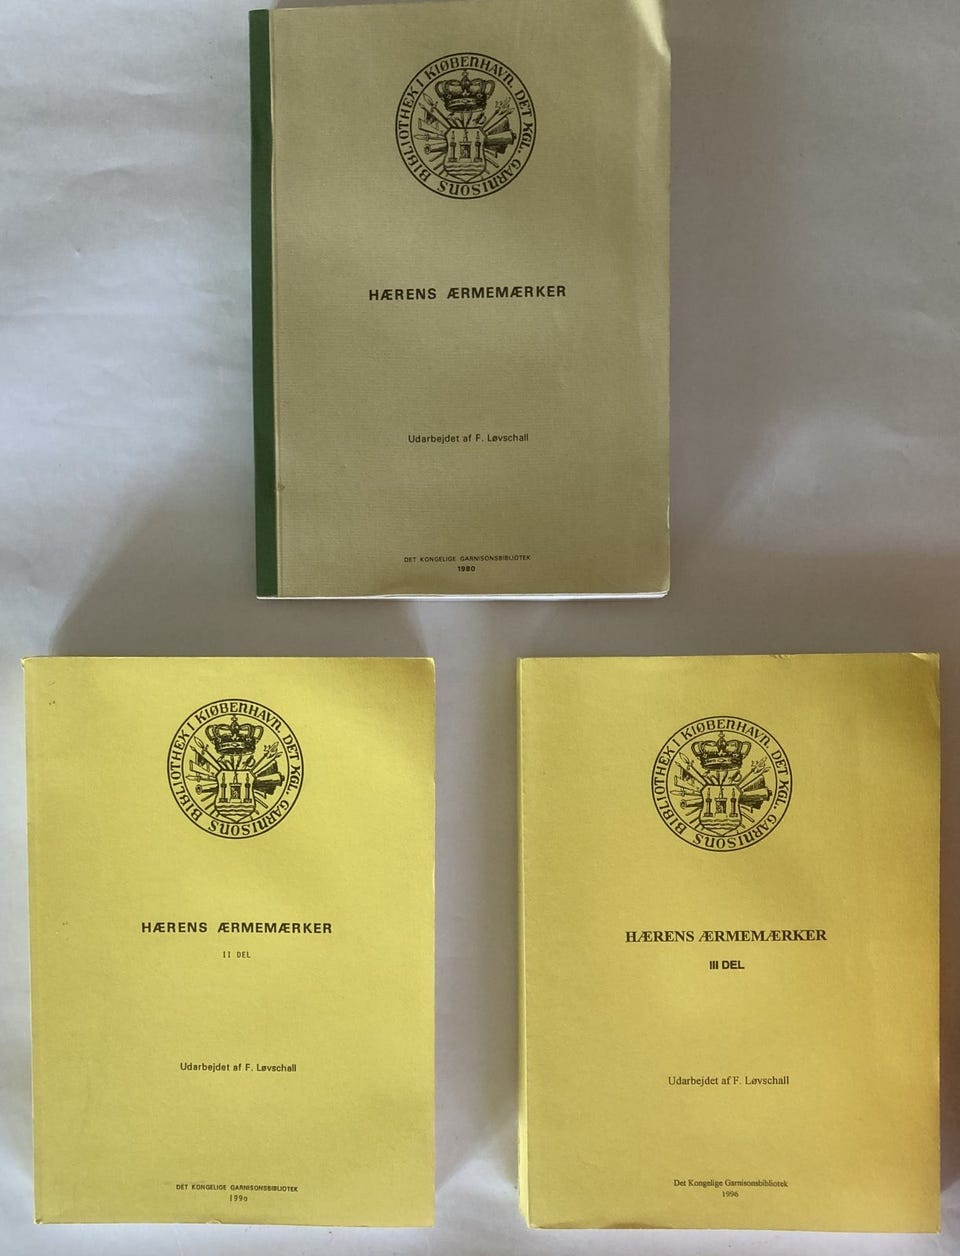 DET KGL. GARNISONS BIBLIOTHEK I KIØBENHAVN.
HÆRENS ÆRMEMÆRKER
Udarbejdet af F. Løvschall
DET KONGELIGE GARNISONSBIBLIOTEK
1980
DET KGL. GARNISONS BIBLIOTHEK I KIØBENHAVN.
HÆRENS ÆRMEMÆRKER
II DEL
Udarbejdet af F. Løvschall
DET KONGELIGE GARNISONSBIBLIOTEK
1990
DET KGL. GARNISONS BIBLIOTHEK I KIØBENHAVN.
HÆRENS ÆRMEMÆRKER
III DEL
Udarbejdet af F. Løvschall
Det Kongelige Garnisonsbibliotek
1996